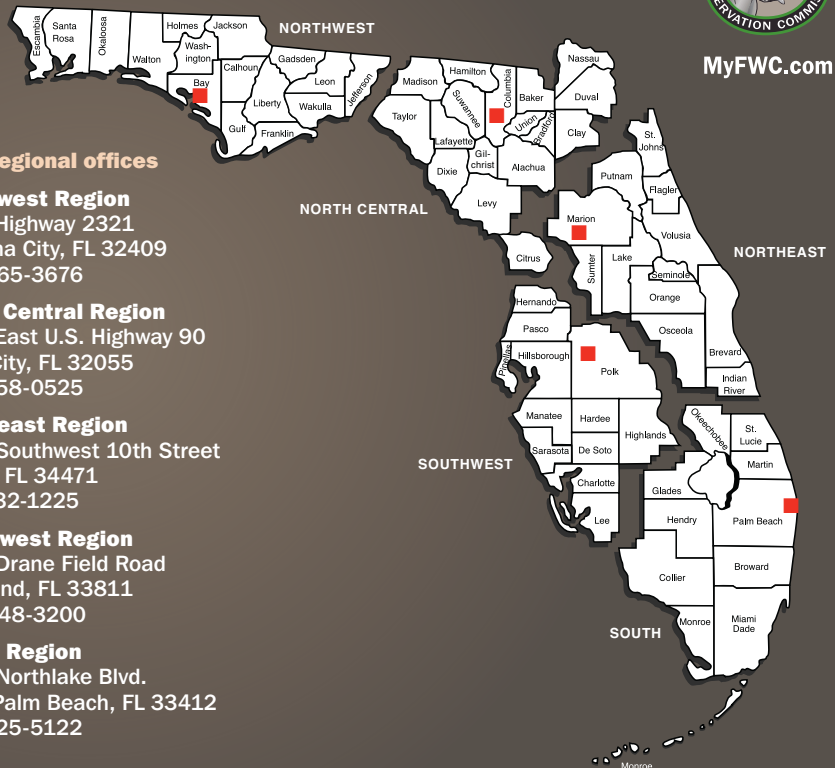 ERVATION COMMIS
MyFWC.com
NORTHWEST
Escambia
Santa
Rosa
Okaloosa
Walton
Holmes
Jackson
Wash-
ington
Bay
Calhoun
Gulf
Gadsden
Liberty
Franklin
Leon
Wakulla
Jefferson
NORTH CENTRAL
Madison
Hamilton
Suwannee
Columbia
Baker
Union
Bradford
Taylor
Lafayette
Dixie
Gil-
christ
Alachua
Levy
Citrus
NORTHEAST
Nassau
Duval
Clay
St.
Johns
Putnam
Flagler
Marion
Volusia
Sumter
Lake
Seminole
Orange
Osceola
Brevard
Indian
River
SOUTHWEST
Hernando
Pasco
Pinellas
Hillsborough
Polk
Manatee
Hardee
Highlands
Sarasota
De Soto
Charlotte
Lee
SOUTH
Okeechobee
St.
Lucie
Martin
Glades
Hendry
Palm Beach
Broward
Collier
Monroe
Miami
Dade
Monroe
egional offices
west Region
Highway 2321
na City, FL 32409
65-3676
Central Region
East U.S. Highway 90
City, FL 32055
58-0525
east Region
Southwest 10th Street
FL 34471
32-1225
west Region
Drane Field Road
nd, FL 33811
48-3200
Region
Northlake Blvd.
Palm Beach, FL 33412
25-5122